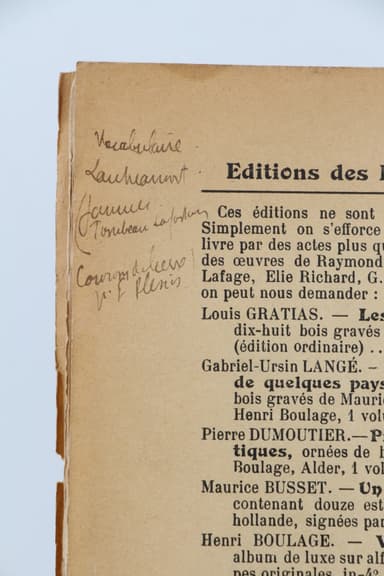 Vocabulaire
Lautréamont
Tombeau
Editions des
Ces éditions ne sont
Simplement on s'efforce
livre par des actes plus
des œuvres de Raymond
Lafage, Elie Richard, G.
on peut nous demander :
Louis GRATIAS. — Les
dix-huit bois gravés
(édition ordinaire) ..
Gabriel-Ursin LANGÉ. –
de quelques pays
bois gravés de Mauri
Henri Boulage, 1 vol
Pierre DUMOUTIER.—
tiques, ornées de
Boulage, Alder, 1 vol
Maurice BUSSET. — Un
contenant douze est
hollande, signées par
Henri BOULAGE. —
album de luxe sur alf
pes originales, in-4°